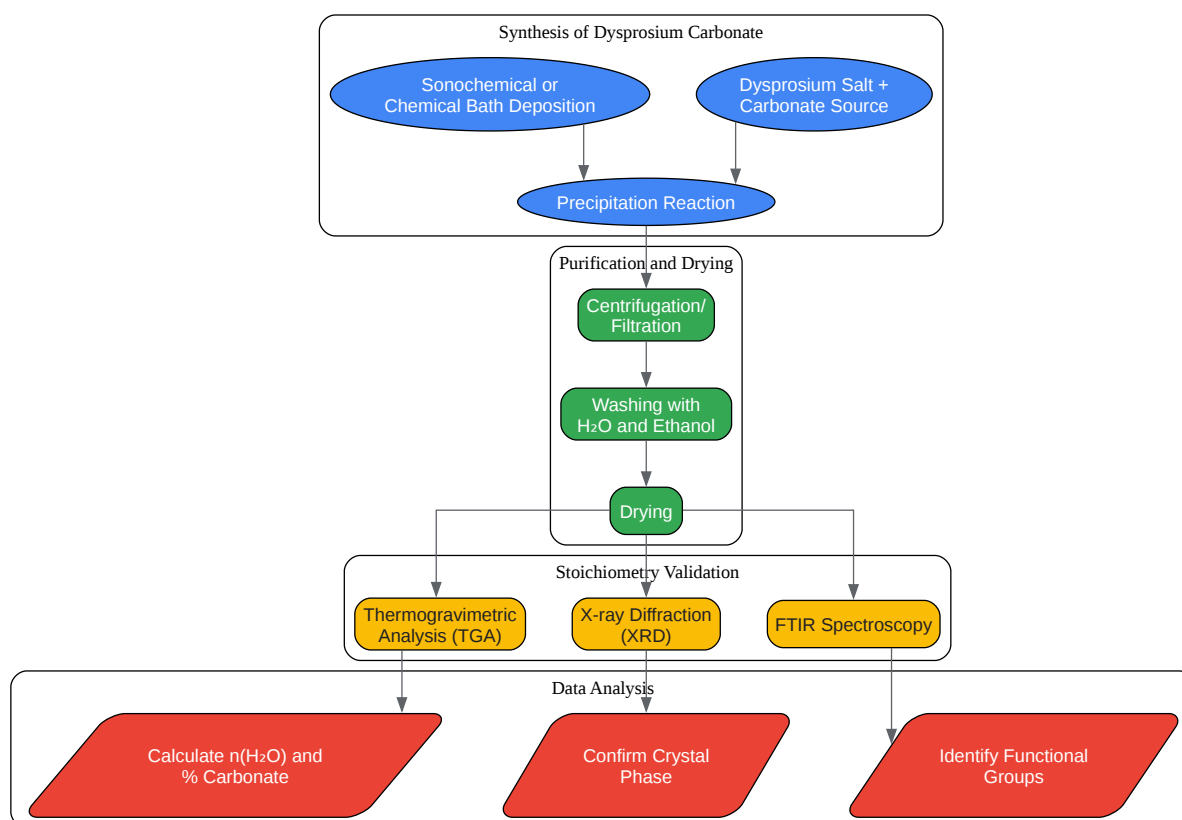 Synthesis of Dysprosium Carbonate
Sonochemical or
Chemical Bath Deposition
Dysprosium Salt +
Carbonate Source
Precipitation Reaction
Purification and Drying
Centrifugation/
Filtration
Washing with
H₂O and Ethanol
Drying
Stoichiometry Validation
Thermogravimetric
Analysis (TGA)
X-ray Diffraction
(XRD)
FTIR Spectroscopy
Data Analysis
Calculate n(H₂O) and
% Carbonate
Confirm Crystal
Phase
Identify Functional
Groups